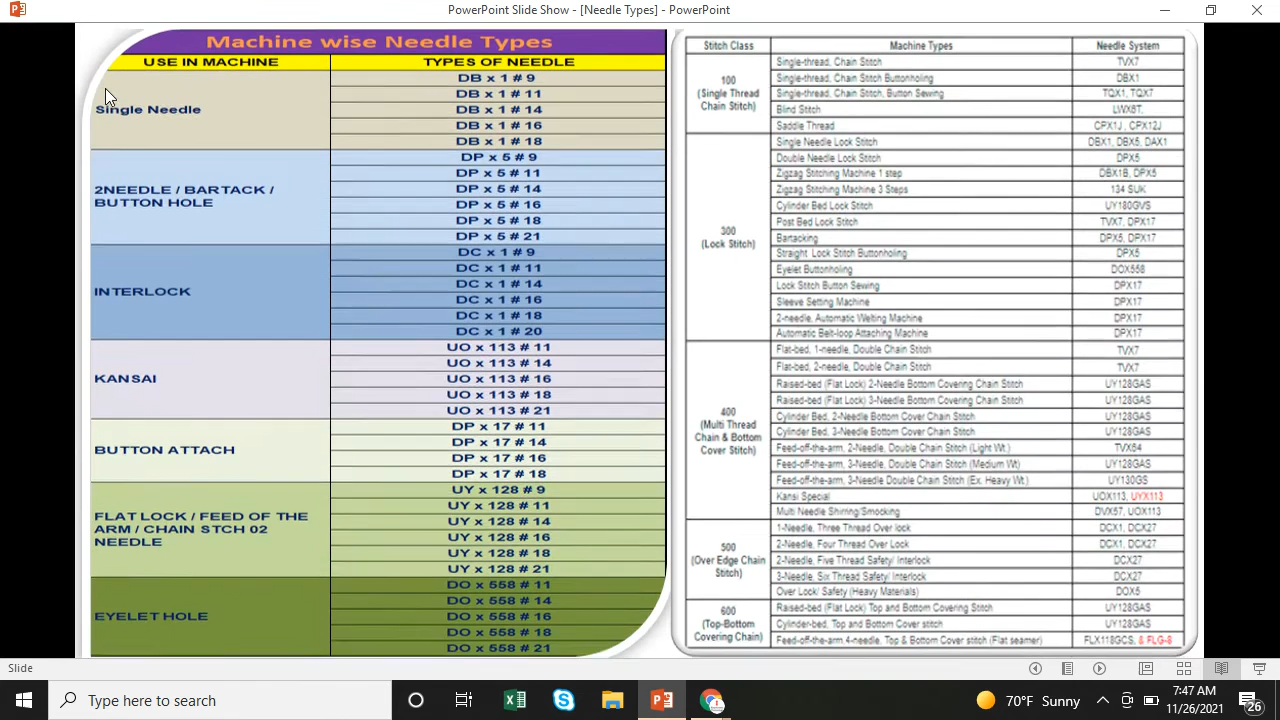 PowerPoint Slide Show - [Needle Types] - PowerPoint
Machine wise Needle Types
USE IN MACHINE TYPES OF NEEDLE
Single Needle
DB x 1 # 9
DB x 1 # 11
DB x 1 # 14
DB x 1 # 16
DB x 1 # 18
2NEEDLE / BARTACK /
BUTTON HOLE
DP x 5 # 9
DP x 5 # 11
DP x 5 # 14
DP x 5 # 16
DP x 5 # 18
DP x 5 # 21
INTERLOCK
DC x 1 # 9
DC x 1 # 11
DC x 1 # 14
DC x 1 # 16
DC x 1 # 18
DC x 1 # 20
KANSAI
UO x 113 # 11
UO x 113 # 14
UO x 113 # 16
UO x 113 # 18
UO x 113 # 21
BUTTON ATTACH
DP x 17 # 11
DP x 17 # 14
DP x 17 # 16
DP x 17 # 18
FLAT LOCK / FEED OF THE
ARM / CHAIN STCH 02
NEEDLE
UY x 128 # 9
UY x 128 # 11
UY x 128 # 14
UY x 128 # 16
UY x 128 # 18
UY x 128 # 21
EYELET HOLE
DO x 558 # 11
DO x 558 # 14
DO x 558 # 16
DO x 558 # 18
DO x 558 # 21
Stitch Class Machine Types Needle System
100
(Single Thread
Chain Stitch)
Single-thread, Chain Stitch TVX7
Single-thread, Chain Stitch Buttonholing DBX1
Single-thread, Chain Stitch, Button Sewing TQX1, TQX7
Blind Stitch LWX6T,
Saddle Thread CPX1J, CPX12J
300
(Lock Stitch)
Single Needle Lock Stitch DBX1, DBX5, DAX1
Double Needle Lock Stitch DPX5
Zigzag Stitching Machine 1 step DBX1B, DPX5
Zigzag Stitching Machine 3 Steps 134 SUK
Cylinder Bed Lock Stitch UY180GVS
Post Bed Lock Stitch TVX7, DPX17
Bartacking DPX5, DPX17
Straight Lock Stitch Buttonholing DPX5
Eyelet Buttonholing DOX558
Lock Stitch Button Sewing DPX17
Sleeve Setting Machine DPX17
2-needle, Automatic Welting Machine DPX17
Automatic Belt-loop Attaching Machine DPX17
400
(Multi Thread
Chain & Bottom
Cover Stitch)
Flat-bed, 1-needle, Double Chain Stitch TVX7
Flat-bed, 2-needle, Double Chain Stitch TVX7
Raised-bed (Flat Lock) 2-Needle Bottom Covering Chain Stitch UY128GAS
Raised-bed (Flat Lock) 3-Needle Bottom Covering Chain Stitch UY128GAS
Cylinder Bed, 2-Needle Bottom Cover Chain Stitch UY128GAS
Cylinder Bed, 3-Needle Bottom Cover Chain Stitch UY128GAS
Feed-off-the-arm, 2-Needle, Double Chain Stitch (Light Wt.) TVX64
Feed-off-the-arm, 3-Needle, Double Chain Stitch (Medium Wt) UY128GAS
Feed-off-the-arm, 3-Needle Double Chain Stitch (Ex. Heavy Wt.) UY130GS
Kansi Special UOX113, UYX113
Multi Needle Shirring/Smocking DVX57, UOX113
500
(Over Edge Chain
Stitch)
1-Needle, Three Thread Over lock DCX1, DCX27
2-Needle, Four Thread Over Lock DCX1, DCX27
2-Needle, Five Thread Safety/ Interlock DCX27
3-Needle, Six Thread Safety/ Interlock DCX27
Over Lock/ Safety (Heavy Materials) DOX5
600
(Top-Bottom
Covering Chain)
Raised-bed (Flat Lock) Top and Bottom Covering Stitch UY128GAS
Cylinder-bed, Top and Bottom Cover stitch UY128GAS
Feed-off-the-arm,4-needle, Top & Bottom Cover stitch (Flat seamer) FLX118GCS, & FLG-8
Slide
Type here to search
70°F Sunny
7:47 AM
11/26/2021
26